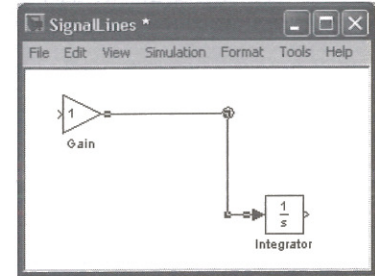 SignalLines *
File Edit View Simulation Format Tools Help
1
Gain
1
s
Integrator